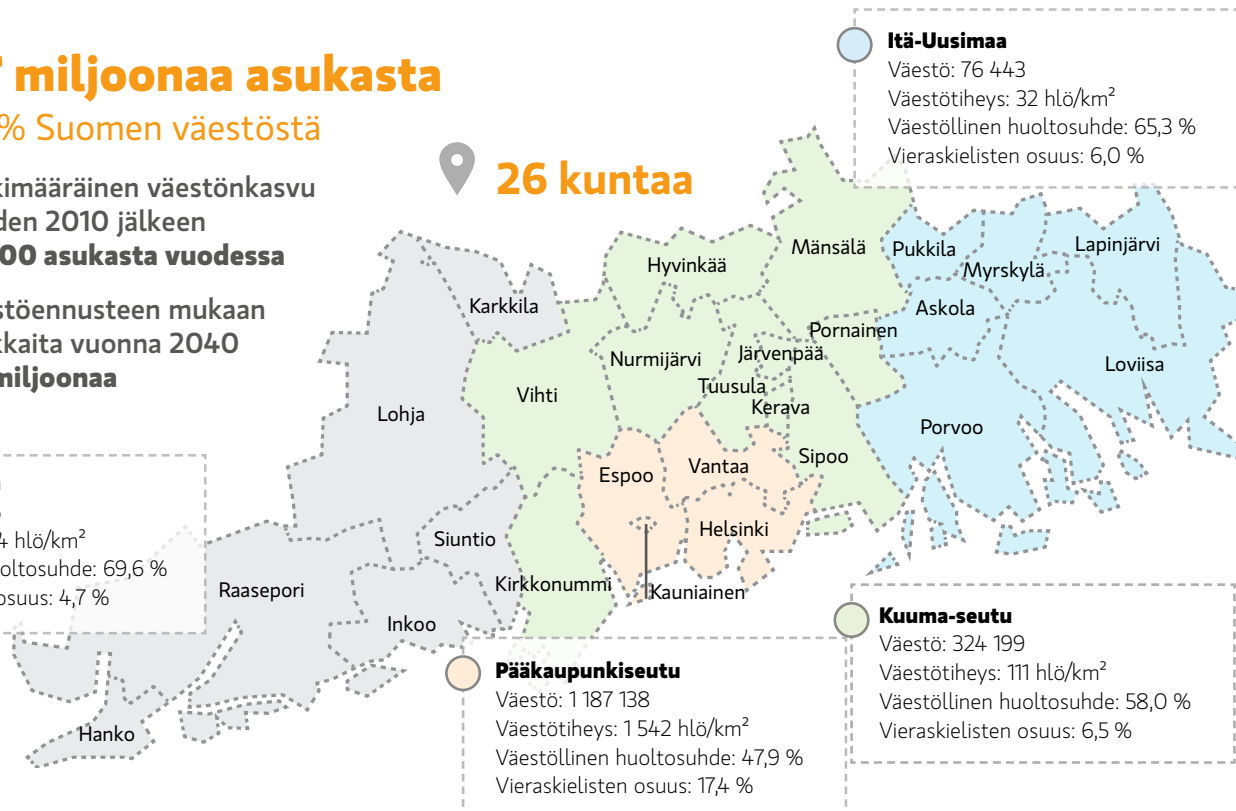 miljoonaa asukasta
% Suomen väestöstä
kimääräinen väestönkasvu
den 2010 jälkeen
00 asukasta vuodessa
stöennusteen mukaan
kkaita vuonna 2040
miljoonaa
26 kuntaa
Itä-Uusimaa
Väestö: 76 443
Väestötiheys: 32 hlö/km²
Väestöllinen huoltosuhde: 65,3 %
Vieraskielisten osuus: 6,0 %
Mänsälä
Pukkila
Lapinjärvi
Hyvinkää
Myrskylä
Karkkila
Askola
Pornainen
Nurmijärvi
Järvenpää
Loviisa
Tuusula
Vihti
Kerava
Lohja
Porvoo
Sipoo
Vantaa
Espoo
Helsinki
Siuntio
Kirkkonummi
Kauniainen
Raasepori
Inkoo
Hanko
4 hlö/km²
oltosuhde: 69,6 %
osuus: 4,7 %
Pääkaupunkiseutu
Väestö: 1 187 138
Väestötiheys: 1 542 hlö/km²
Väestöllinen huoltosuhde: 47,9 %
Vieraskielisten osuus: 17,4 %
Kuuma-seutu
Väestö: 324 199
Väestötiheys: 111 hlö/km²
Väestöllinen huoltosuhde: 58,0 %
Vieraskielisten osuus: 6,5 %